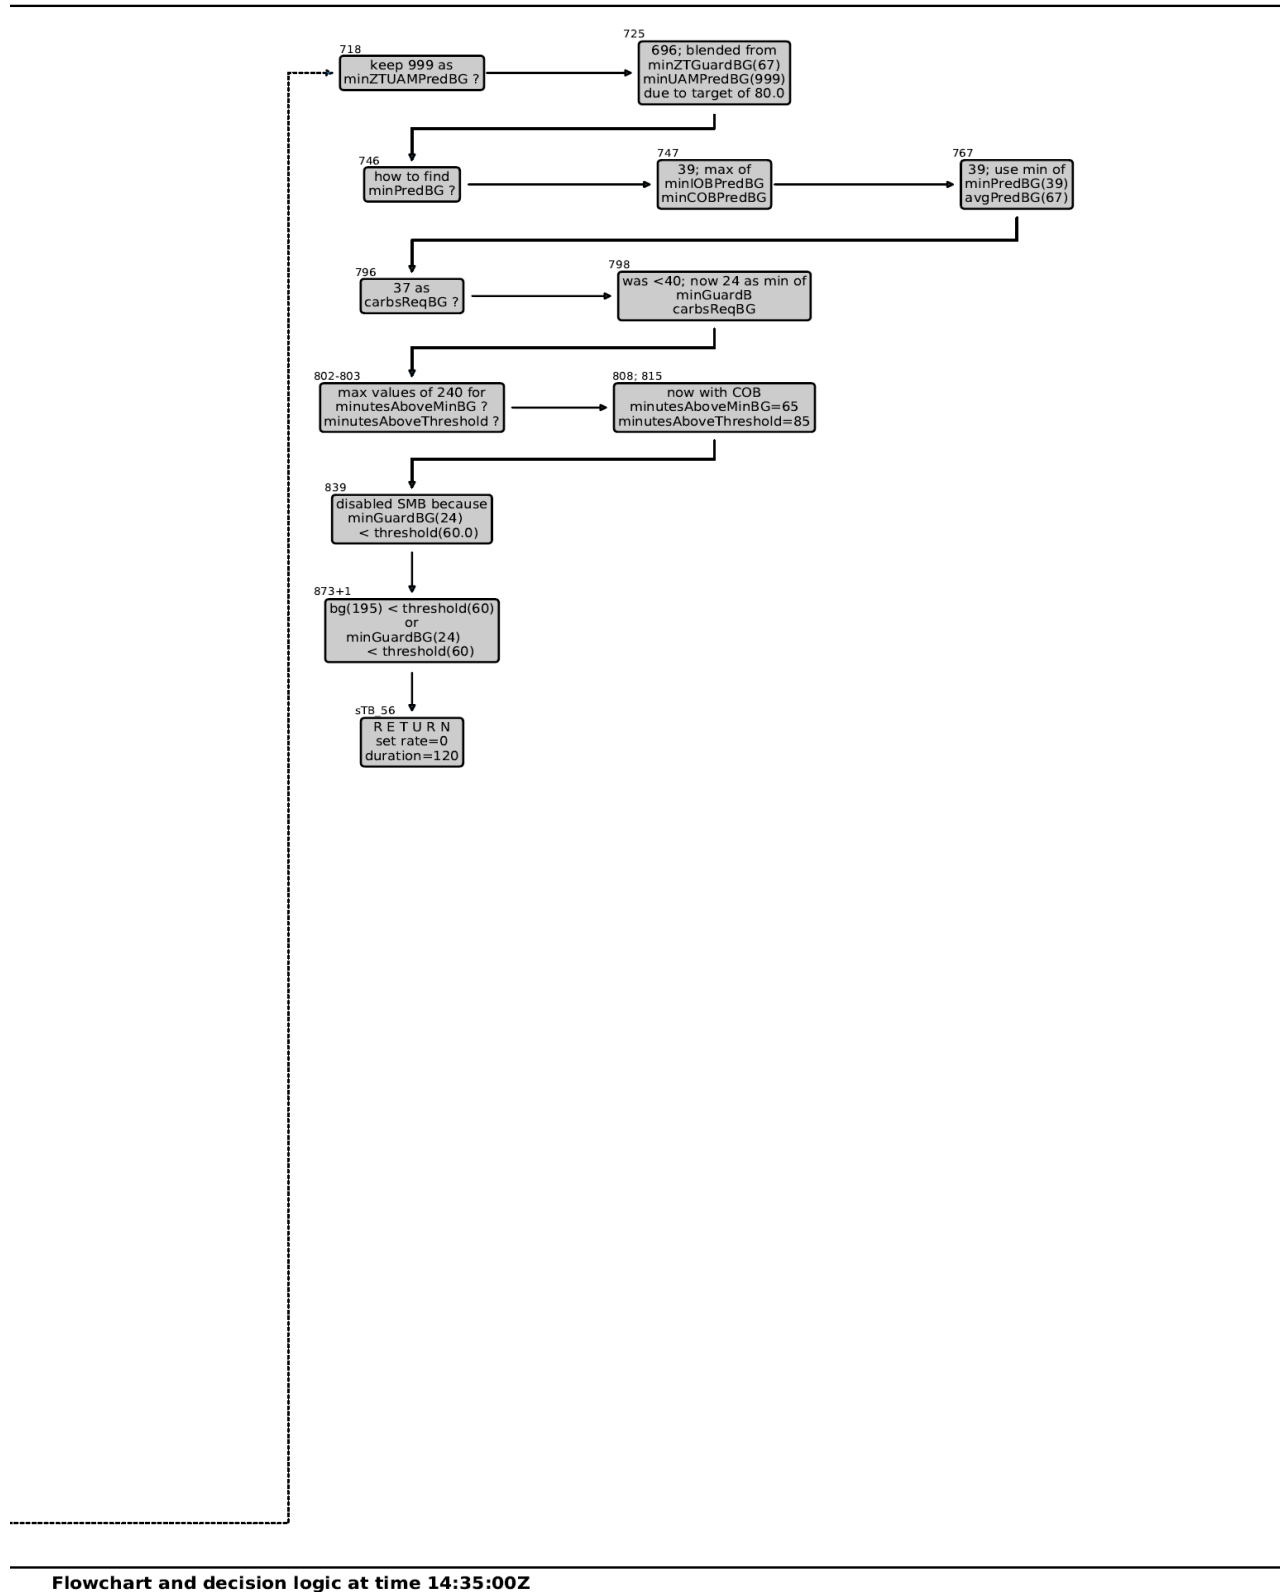 718
keep 999 as
minZTUAMPredBG ?
725
696; blended from
minZTGuardBG(67)
minUAMPredBG(999)
due to target of 80.0
746
how to find
minPredBG ?
747
39; max of
minIOBPredBG
minCOBPredBG
767
39; use min of
minPredBG(39)
avgPredBG(67)
796
37 as
carbsReqBG ?
798
was <40; now 24 as min of
minGuardB
carbsReqBG
802-803
max values of 240 for
minutesAboveMinBG ?
minutesAboveThreshold ?
808; 815
now with COB
minutesAboveMinBG=65
minutesAboveThreshold=85
839
disabled SMB because
minGuardBG(24)
< threshold(60.0)
873+1
bg(195) < threshold(60)
or
minGuardBG(24)
< threshold(60)
sTB_56
R E T U R N
set rate=0
duration=120
Flowchart and decision logic at time 14:35:00Z